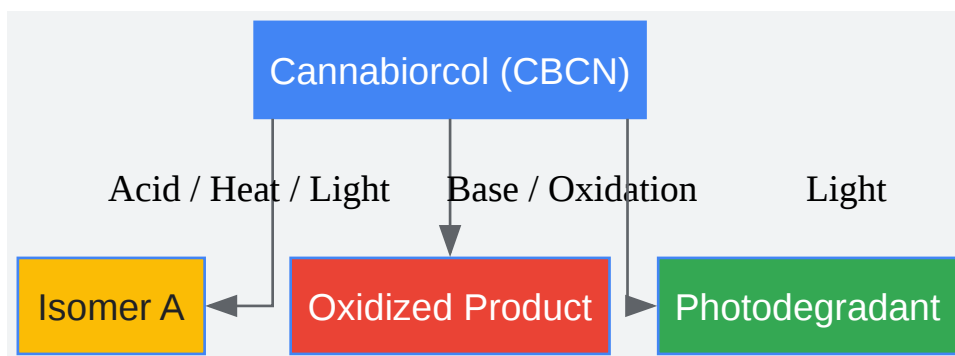 Cannabiorcol (CBCN)
Acid / Heat / Light
Base / Oxidation
Light
Isomer A
Oxidized Product
Photodegradant